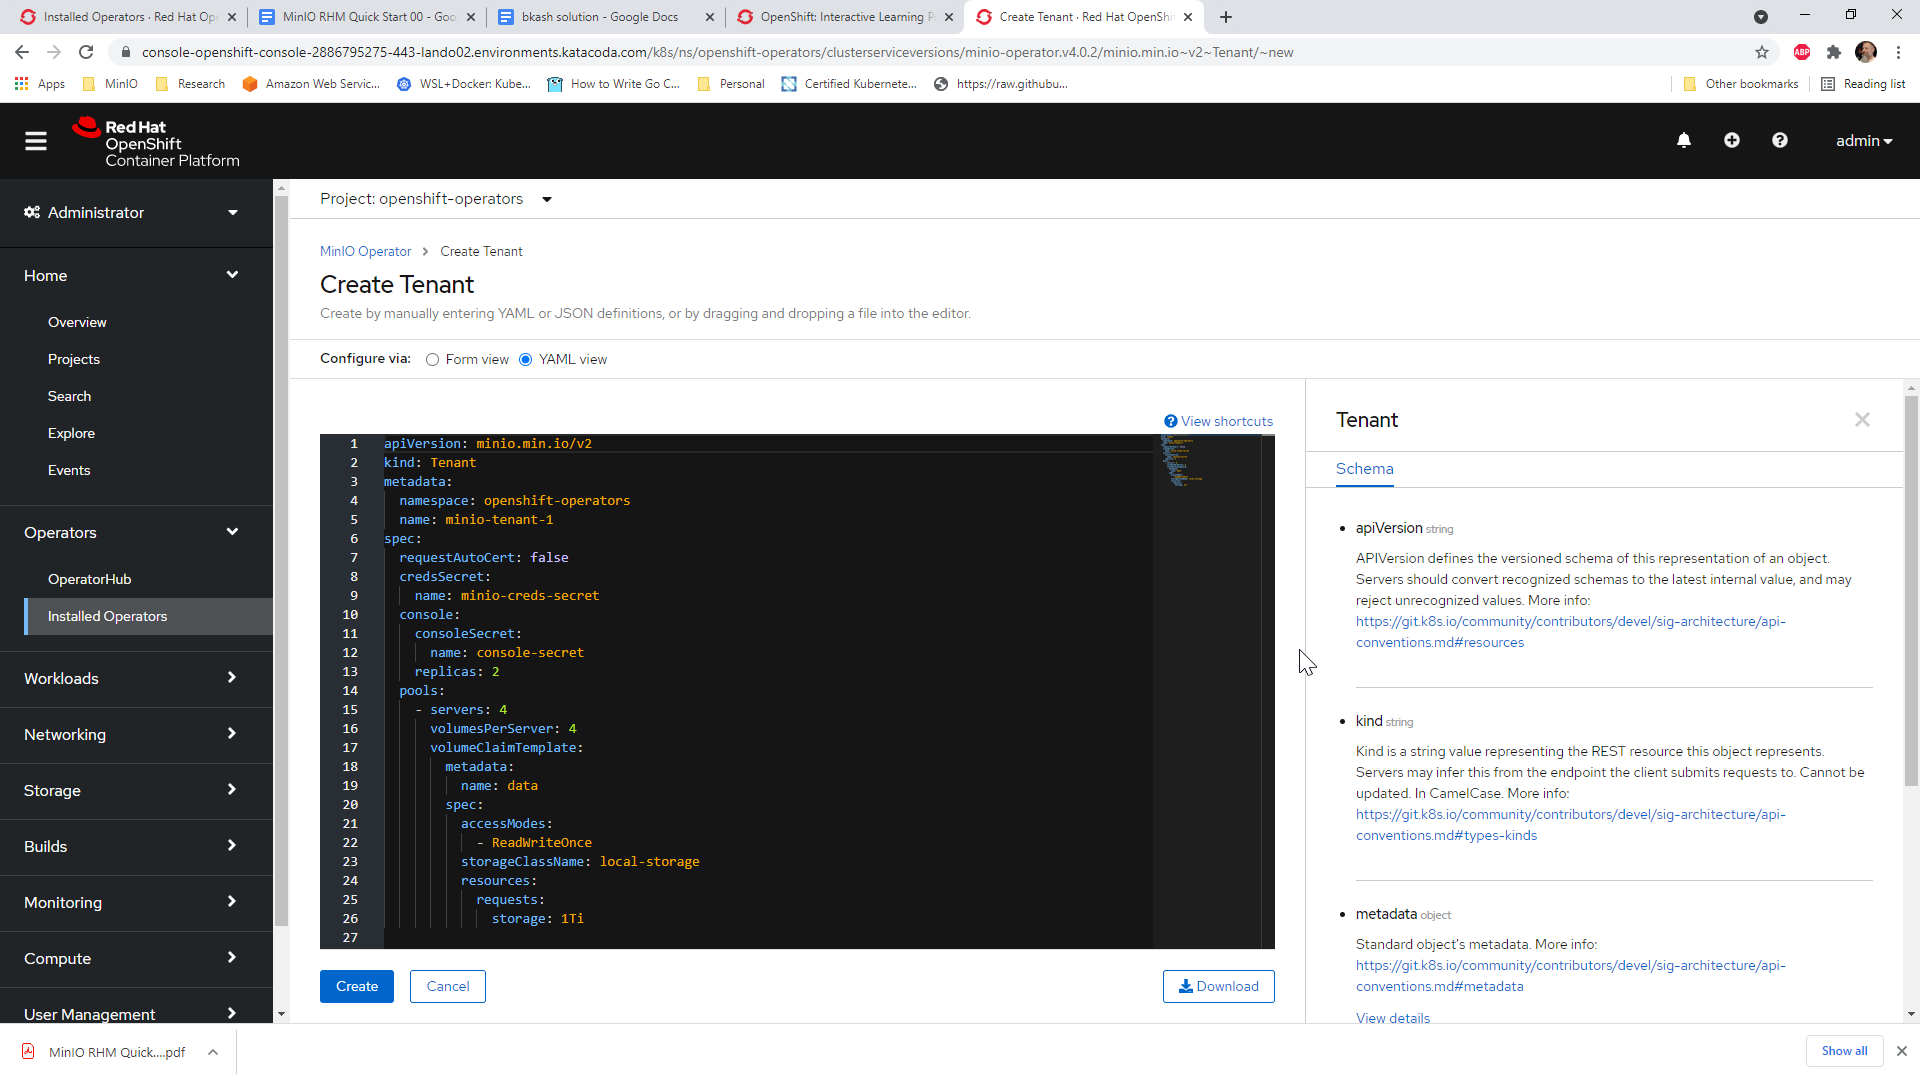 Installed Operators · Red Hat Ope
MinIO RHM Quick Start 00 - Goo
bkash solution - Google Docs
OpenShift: Interactive Learning P
Create Tenant · Red Hat OpenShi
console-openshift-console-2886795275-443-lando02.environments.katacoda.com/k8s/ns/openshift-operators/clusterserviceversions/minio-operator.v4.0.2/minio.min.io~v2~Tenant/~new
ABP
Apps
MinIO
Research
Amazon Web Servic...
WSL+Docker: Kube...
How to Write Go C...
Personal
Certified Kubernete...
https://raw.githubu...
Other bookmarks
Reading list
Red Hat
OpenShift
Container Platform
admin
Administrator
Home
Overview
Projects
Search
Explore
Events
Operators
OperatorHub
Installed Operators
Workloads
Networking
Storage
Builds
Monitoring
Compute
User Management
Project: openshift-operators
MinIO Operator > Create Tenant
Create Tenant
Create by manually entering YAML or JSON definitions, or by dragging and dropping a file into the editor.
Configure via: Form view YAML view
View shortcuts
1 apiVersion: minio.min.io/v2
2 kind: Tenant
3 metadata:
4 namespace: openshift-operators
5 name: minio-tenant-1
6 spec:
7 requestAutoCert: false
8 credsSecret:
9 name: minio-creds-secret
10 console:
11 consoleSecret:
12 name: console-secret
13 replicas: 2
14 pools:
15 - servers: 4
16 volumesPerServer: 4
17 volumeClaimTemplate:
18 metadata:
19 name: data
20 spec:
21 accessModes:
22 - ReadWriteOnce
23 storageClassName: local-storage
24 resources:
25 requests:
26 storage: 1Ti
27
Create
Cancel
Download
Tenant
Schema
• apiVersion string
APIVersion defines the versioned schema of this representation of an object.
Servers should convert recognized schemas to the latest internal value, and may
reject unrecognized values. More info:
https://git.k8s.io/community/contributors/devel/sig-architecture/api-
conventions.md#resources
• kind string
Kind is a string value representing the REST resource this object represents.
Servers may infer this from the endpoint the client submits requests to. Cannot be
updated. In CamelCase. More info:
https://git.k8s.io/community/contributors/devel/sig-architecture/api-
conventions.md#types-kinds
• metadata object
Standard object's metadata. More info:
https://git.k8s.io/community/contributors/devel/sig-architecture/api-
conventions.md#metadata
View details
MinIO RHM Quick....pdf
Show all